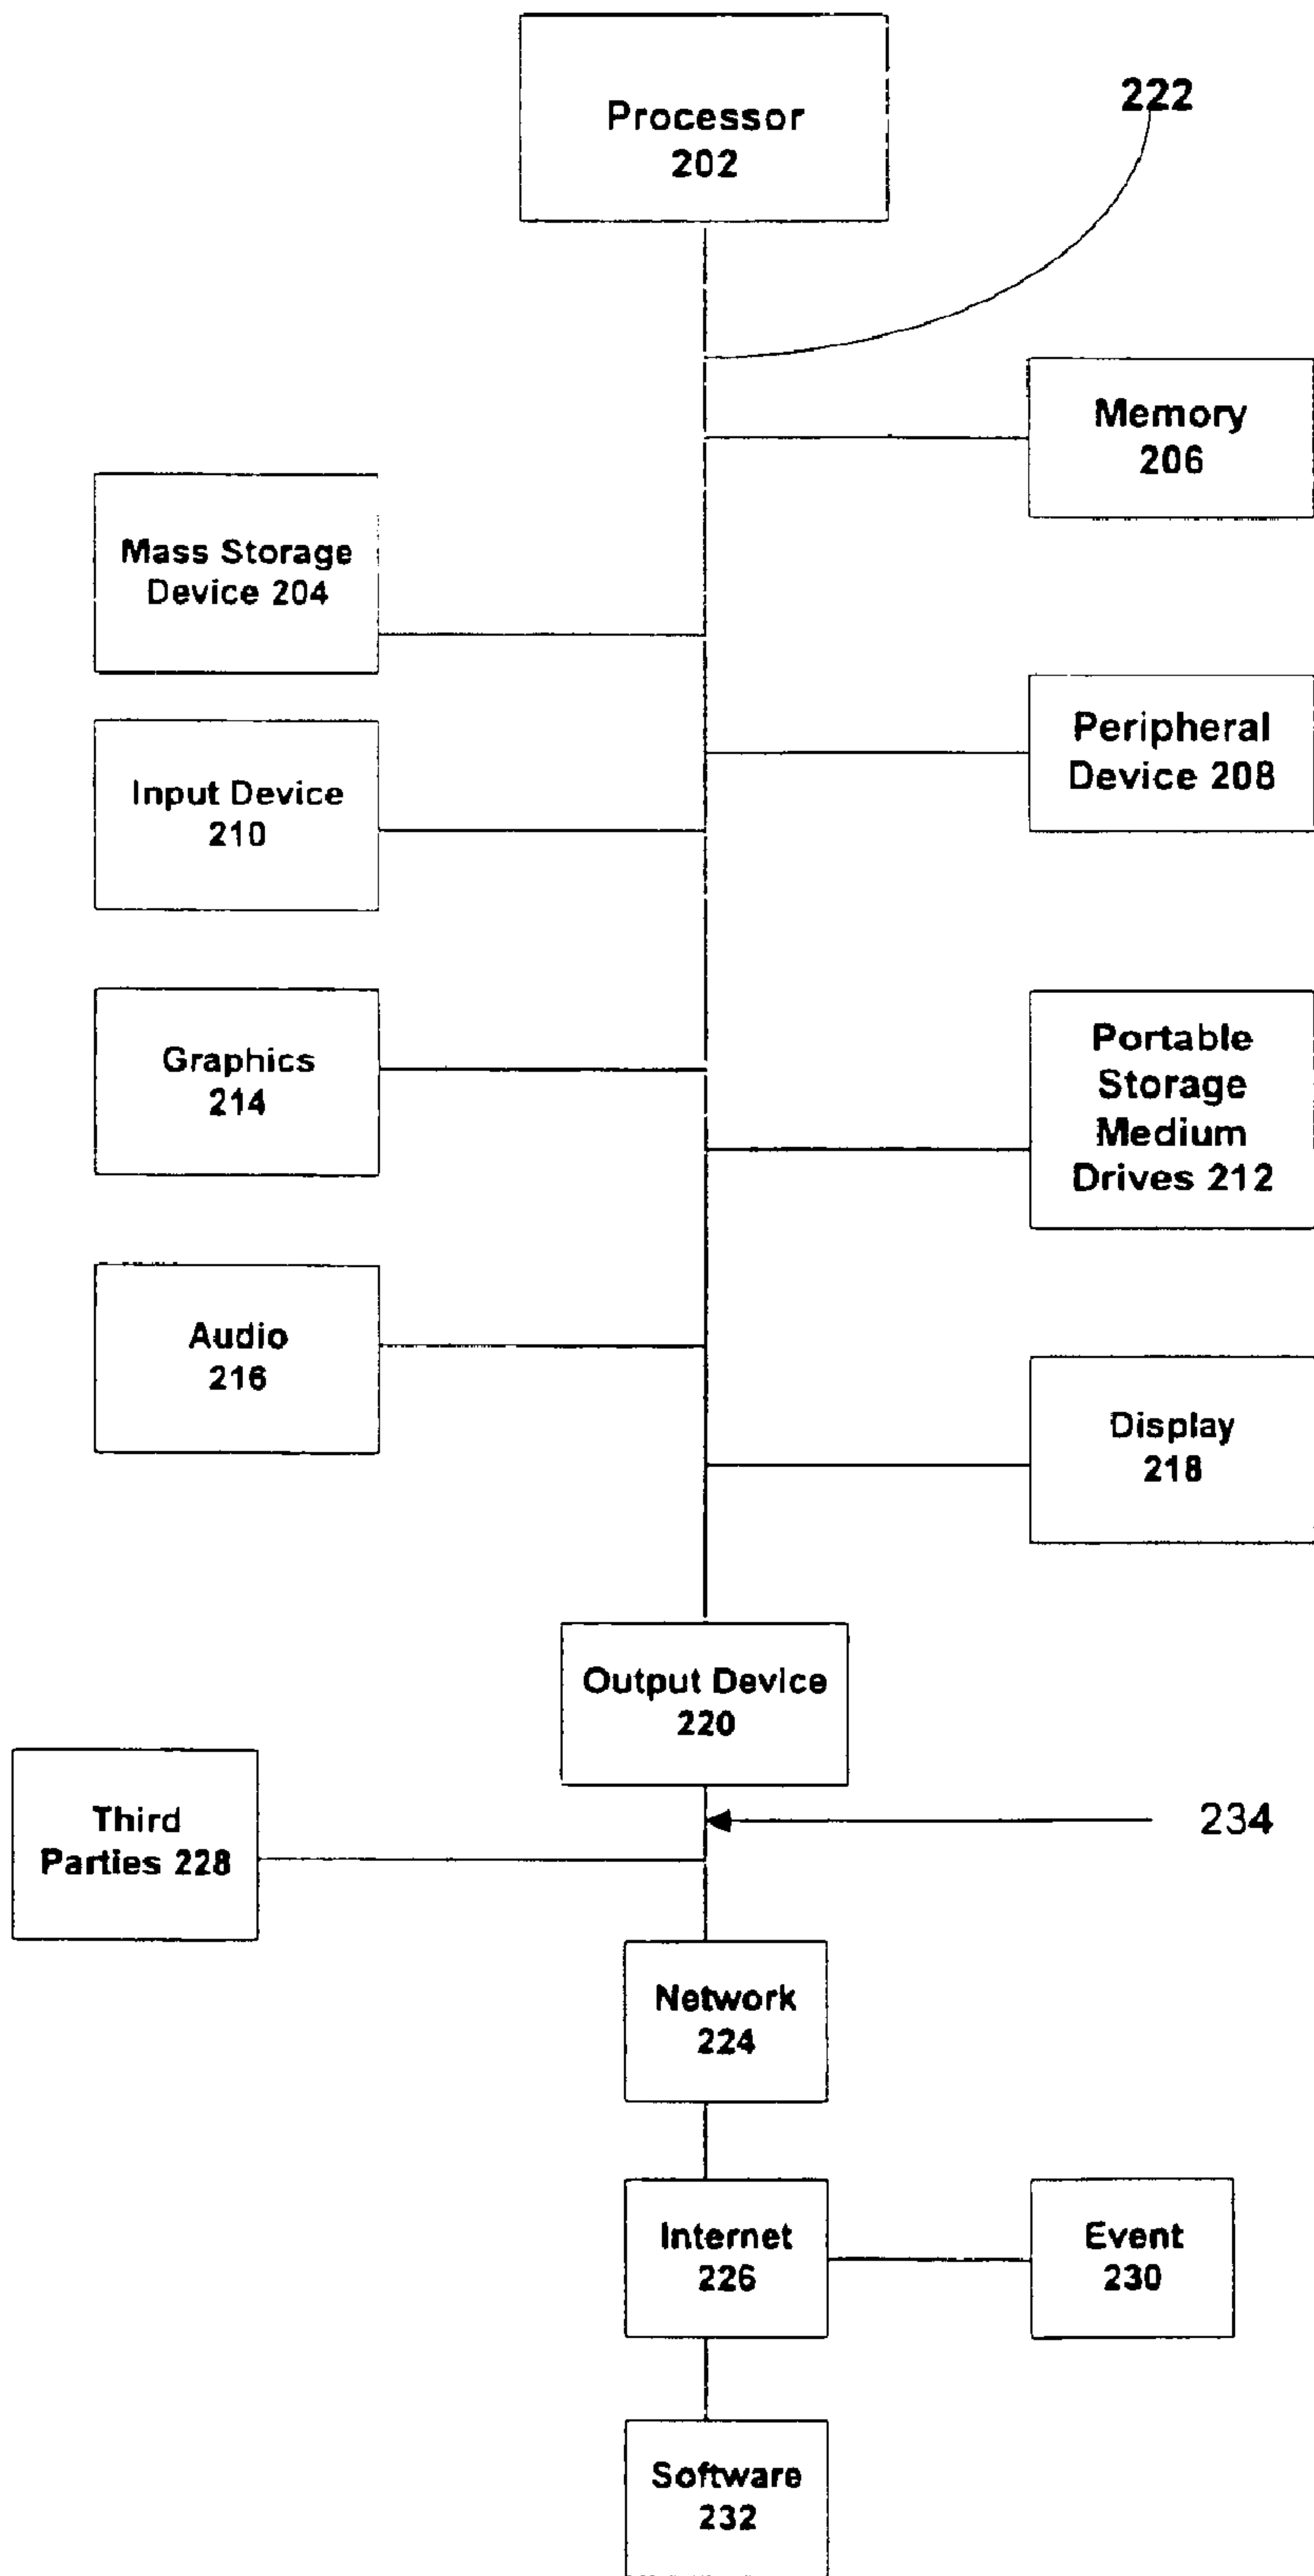 Processor
202
222
Memory
206
Mass Storage
Device 204
Peripheral
Device 208
Input Device
210
Portable
Storage
Medium
Drives 212
Graphics
214
Audio
216
Display
218
Output Device
220
Third
Parties 228
234
Network
224
Internet
226
Event
230
Software
232